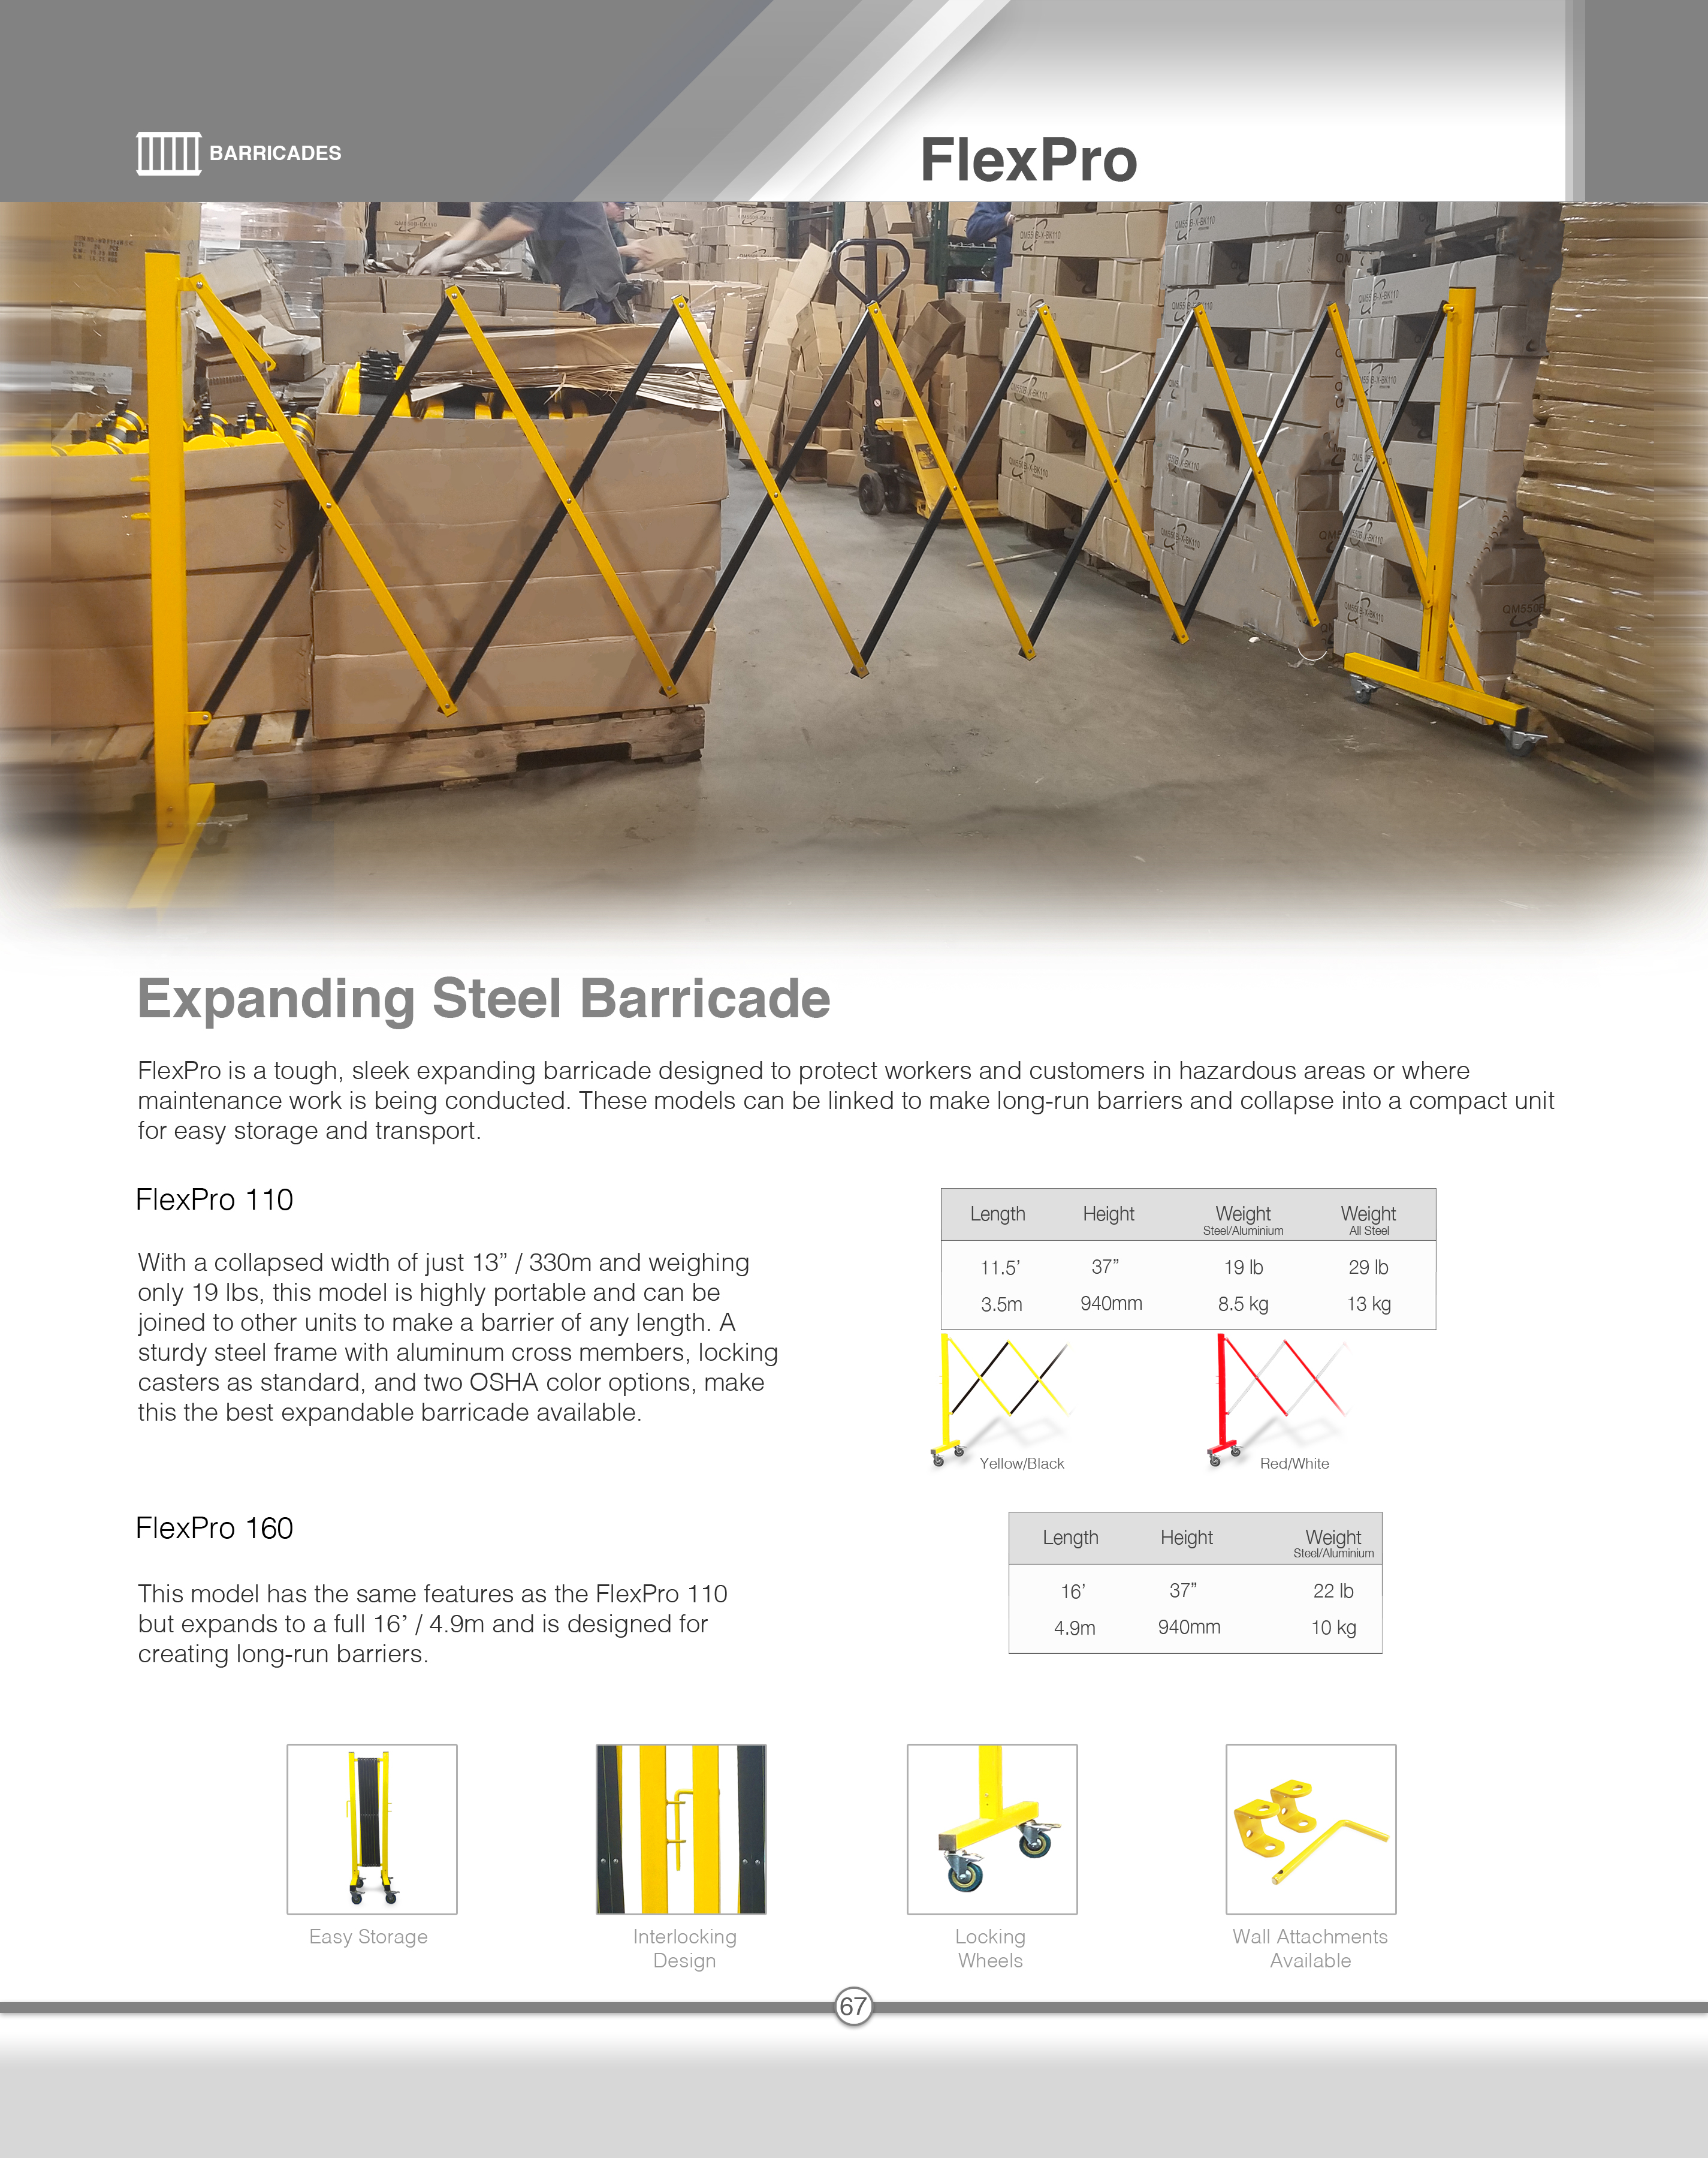 BARRICADES
FlexPro
QM550B-X-BK110
Expanding Steel Barricade
FlexPro is a tough, sleek expanding barricade designed to protect workers and customers in hazardous areas or where
maintenance work is being conducted. These models can be linked to make long-run barriers and collapse into a compact unit
for easy storage and transport.
FlexPro 110
With a collapsed width of just 13” / 330m and weighing
only 19 lbs, this model is highly portable and can be
joined to other units to make a barrier of any length. A
sturdy steel frame with aluminum cross members, locking
casters as standard, and two OSHA color options, make
this the best expandable barricade available.
Length Height Weight Weight
Steel/Aluminium All Steel
11.5’ 37” 19 lb 29 lb
3.5m 940mm 8.5 kg 13 kg
Yellow/Black Red/White
FlexPro 160
This model has the same features as the FlexPro 110
but expands to a full 16’ / 4.9m and is designed for
creating long-run barriers.
Length Height Weight
Steel/Aluminium
16’ 37” 22 lb
4.9m 940mm 10 kg
Easy Storage
Interlocking
Design
Locking
Wheels
Wall Attachments
Available
67